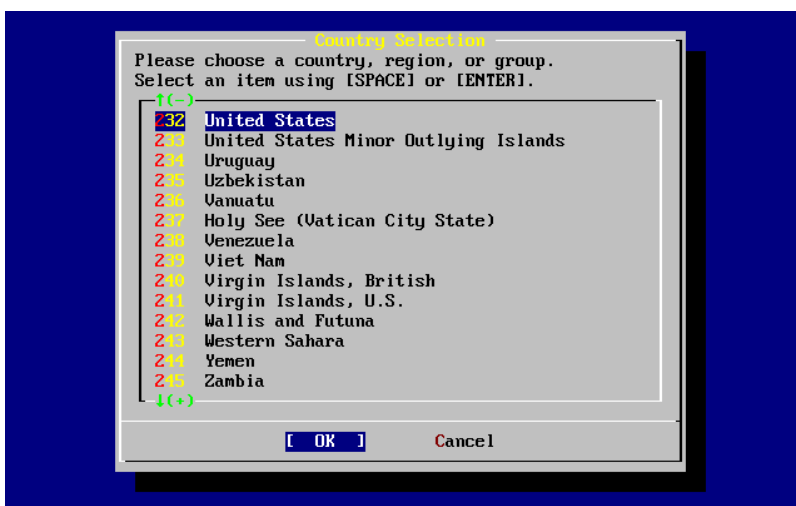 Country Selection
Please choose a country, region, or group.
Select an item using [SPACE] or [ENTER].
↑(-)
232 United States
233 United States Minor Outlying Islands
234 Uruguay
235 Uzbekistan
236 Vanuatu
237 Holy See (Vatican City State)
238 Venezuela
239 Viet Nam
240 Virgin Islands, British
241 Virgin Islands, U.S.
242 Wallis and Futuna
243 Western Sahara
244 Yemen
245 Zambia
↓(+)
[ OK ] Cancel